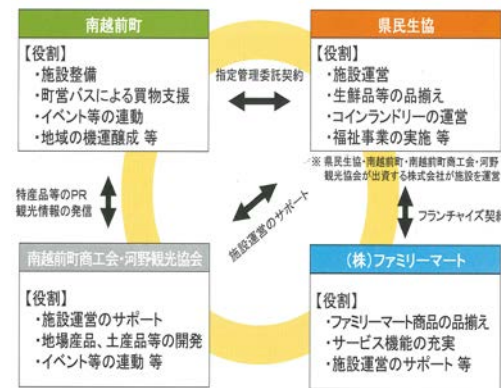 南越前町
【役割】
・施設整備
・町営バスによる買物支援
・イベント等の連動
・地域の機運醸成 等
指定管理委託契約
県民生協
【役割】
・施設運営
・生鮮品等の品揃え
・コインランドリーの運営
・福祉事業の実施 等
※ 県民生協・南越前町・南越前町商工会・河野
観光協会が出資する株式会社が施設を運営
特産品等のPR
観光情報の発信
施設運営のサポート
フランチャイズ契約
南越前町商工会・河野観光協会
【役割】
・施設運営のサポート
・地場産品、土産品等の開発
・イベント等の連動 等
(株)ファミリーマート
【役割】
・ファミリーマート商品の品揃え
・サービス機能の充実
・施設運営のサポート 等